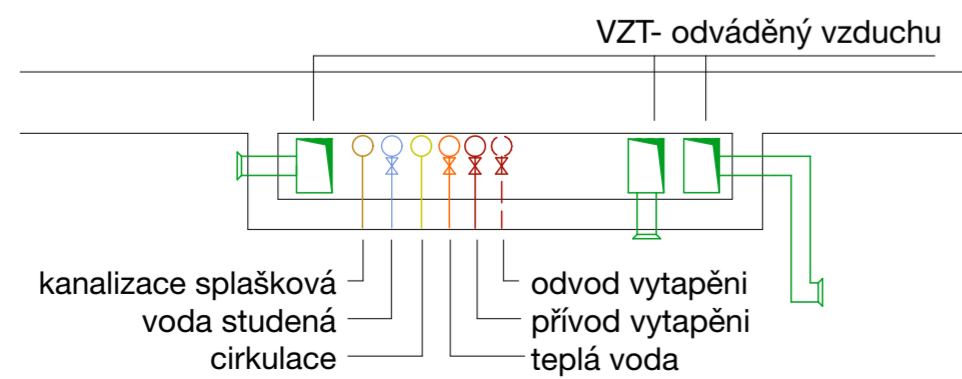 VZT- odváděný vzduchu
kanalizace splašková
voda studená
cirkulace
odvod vytapěni
přívod vytapěni
teplá voda